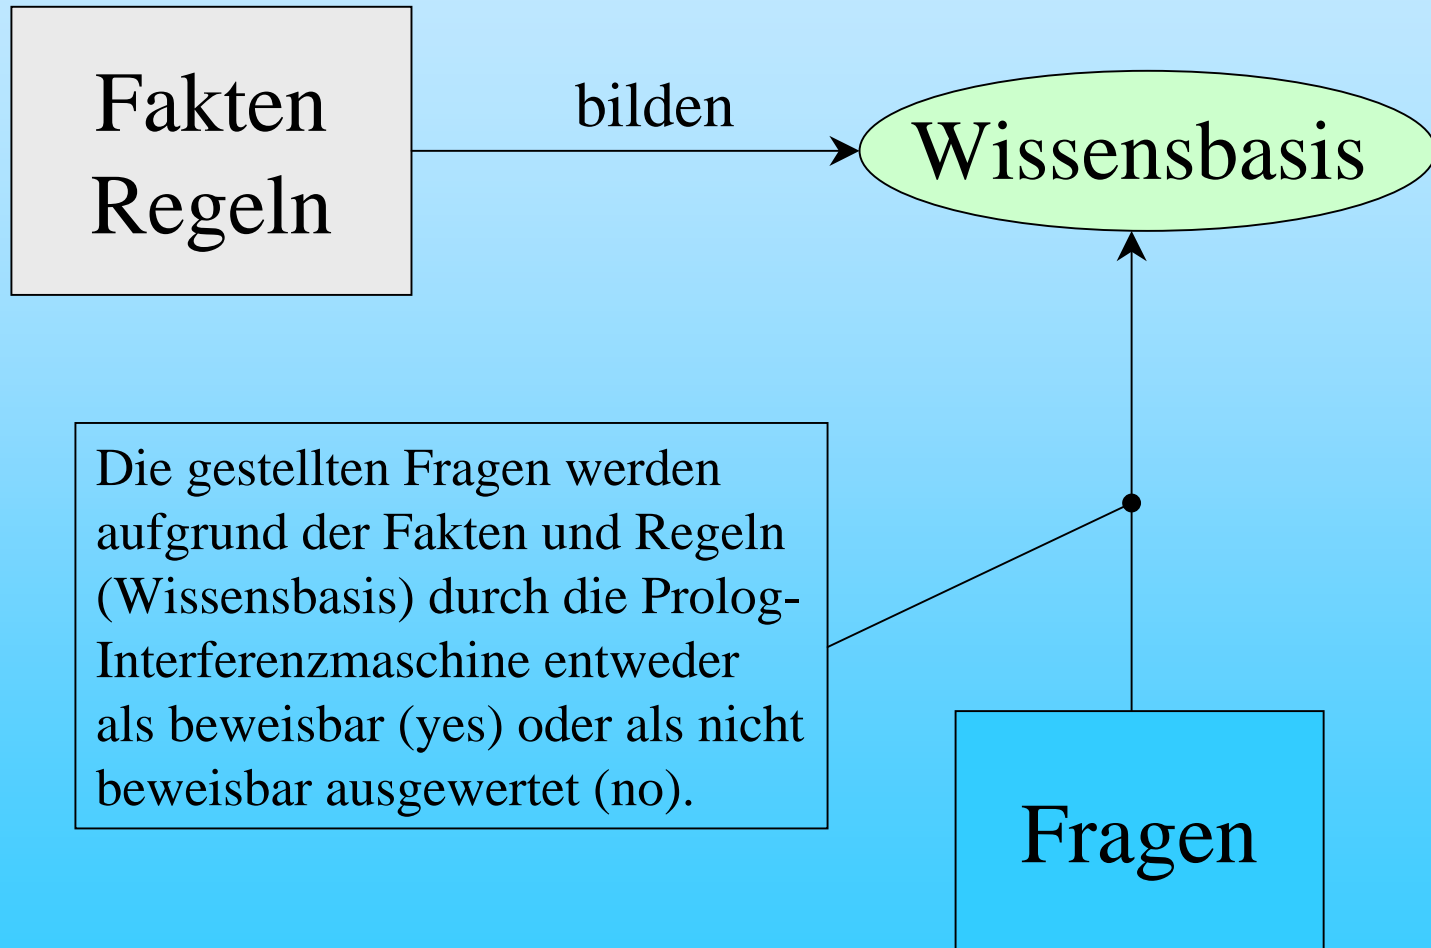 Fakten
Regeln
bilden
Wissensbasis
Die gestellten Fragen werden
aufgrund der Fakten und Regeln
(Wissensbasis) durch die Prolog-
Interferenzmaschine entweder
als beweisbar (yes) oder als nicht
beweisbar ausgewertet (no).
Fragen